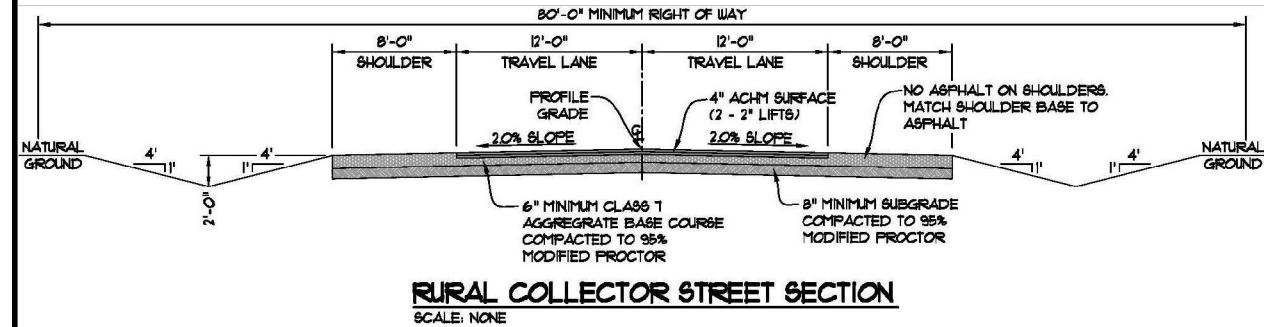 80'-0" MINIMUM RIGHT OF WAY
8'-0"
SHOULDER
12'-0"
TRAVEL LANE
12'-0"
TRAVEL LANE
8'-0"
SHOULDER
PROFILE
GRADE
4" ACHM SURFACE
(2 - 2" LIFTS)
NO ASPHALT ON SHOULDERS.
MATCH SHOULDER BASE TO
ASPHALT
2.0% SLOPE
2.0% SLOPE
NATURAL
GROUND
4'
1'
4'
1'
2'-0"
4'
1'
4'
1'
NATURAL
GROUND
6" MINIMUM CLASS 7
AGGREGRATE BASE COURSE
COMPACTED TO 95%
MODIFIED PROCTOR
8" MINIMUM SUBGRADE
COMPACTED TO 95%
MODIFIED PROCTOR
RURAL COLLECTOR STREET SECTION
SCALE: NONE